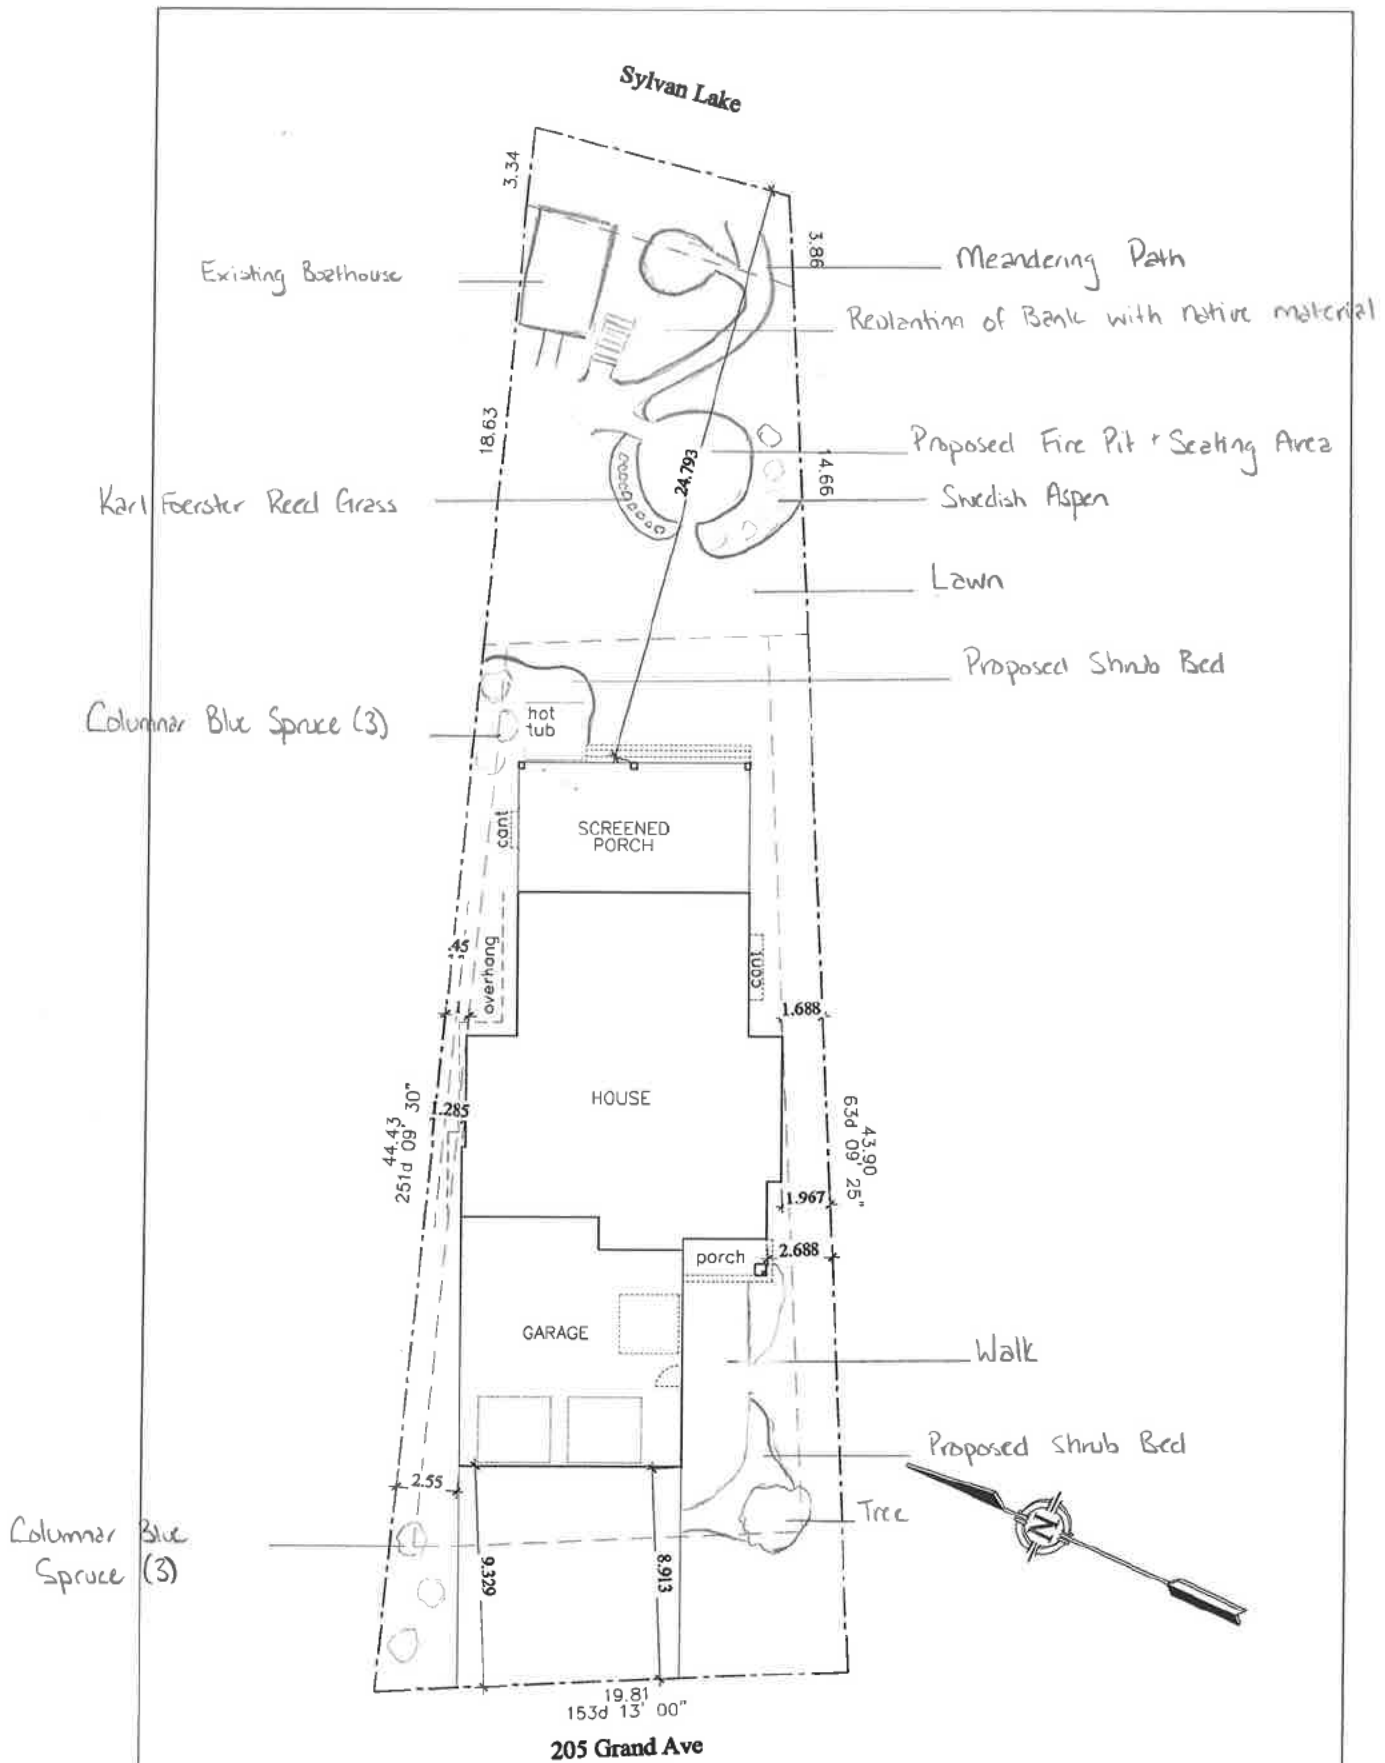 Sylvan Lake
3.34
3.86
Existing Boathouse
Meandering Path
Replanting of Bank with native material
18.63
24.793
14.66
Proposed Fire Pit + Seating Area
Karl Foerster Reed Grass
Swedish Aspen
Lawn
Proposed Shrub Bed
Columnar Blue Spruce (3)
hot
tub
cant
SCREENED
PORCH
.45
overhang
cant
1.688
HOUSE
1.285
44.43
251d 09' 30"
43.90
63d 09' 25"
1.967
porch
2.688
GARAGE
Walk
Proposed Shrub Bed
2.55
Tree
N
Columnar Blue
Spruce (3)
9.329
8.913
19.81
153d 13' 00"
205 Grand Ave